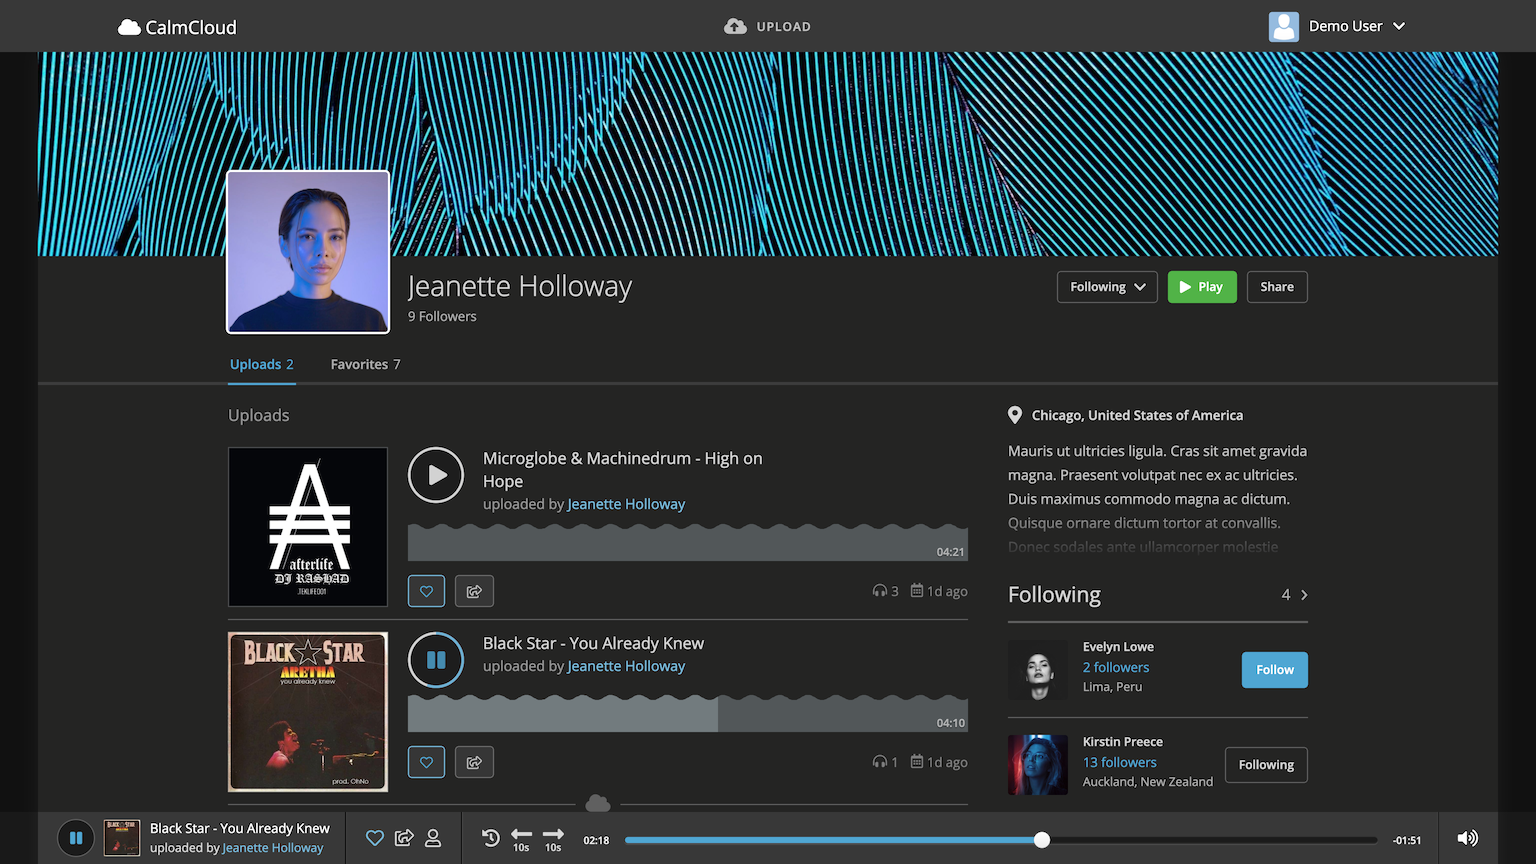 CalmCloud
UPLOAD
Demo User
Jeanette Holloway
9 Followers
Following
Play
Share
Uploads 2
Favorites 7
Uploads
afterlife
DJ RASHAD
.TEKLIFE001
Microglobe & Machinedrum - High on
Hope
uploaded by Jeanette Holloway
04:21
3
1d ago
BLACK STAR
ARETHA
you already knew
prod. OhNo
Black Star - You Already Knew
uploaded by Jeanette Holloway
04:10
1
1d ago
Chicago, United States of America
Mauris ut ultricies ligula. Cras sit amet gravida
magna. Praesent volutpat nec ex ac ultricies.
Duis maximus commodo magna ac dictum.
Quisque ornare dictum tortor at convallis.
Donec sodales ante ullamcorper molestie
Following
4
Evelyn Lowe
2 followers
Lima, Peru
Follow
Kirstin Preece
13 followers
Auckland, New Zealand
Following
BLACK STAR
Black Star - You Already Knew
uploaded by Jeanette Holloway
10s
10s
02:18
-01:51